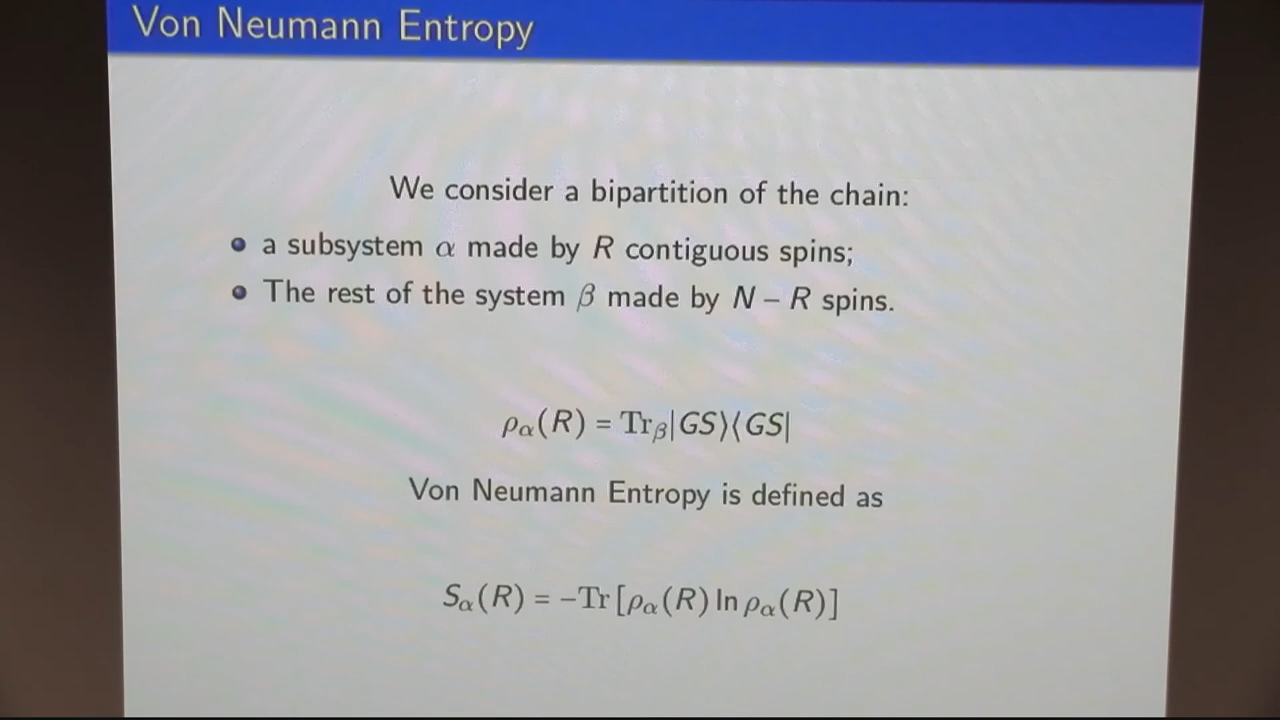 Von Neumann Entropy
We consider a bipartition of the chain:
a subsystem α made by R contiguous spins;
The rest of the system β made by N – R spins.
ρα(R) = Trβ|GS⟩⟨GS|
Von Neumann Entropy is defined as
Sα(R) = –Tr[ρα(R) ln ρα(R)]